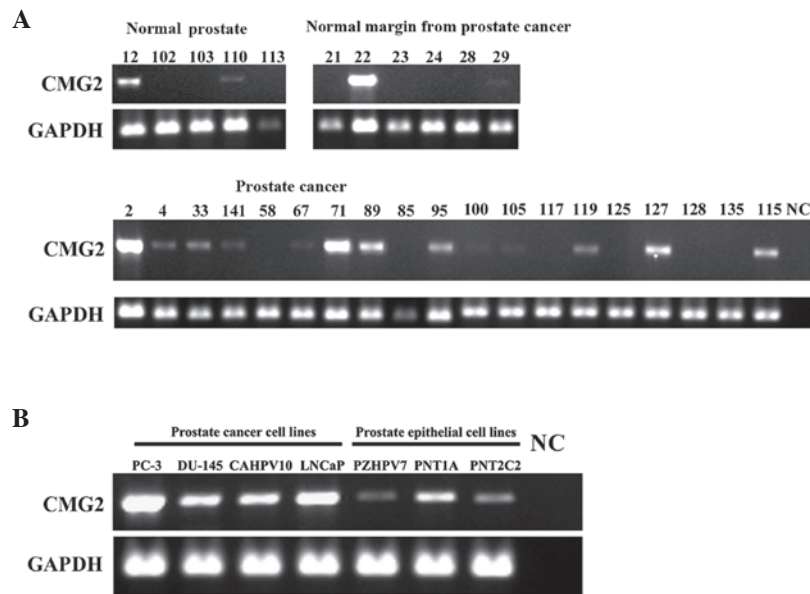 A
Normal prostate
Normal margin from prostate cancer
12 102 103 110 113
21 22 23 24 28 29
CMG2
GAPDH
Prostate cancer
2 4 33 141 58 67 71 89 85 95 100 105 117 119 125 127 128 135 115 NC
CMG2
GAPDH
B
Prostate cancer cell lines
Prostate epithelial cell lines
NC
PC-3 DU-145 CAHPV10 LNCaP PZHPV7 PNT1A PNT2C2
CMG2
GAPDH